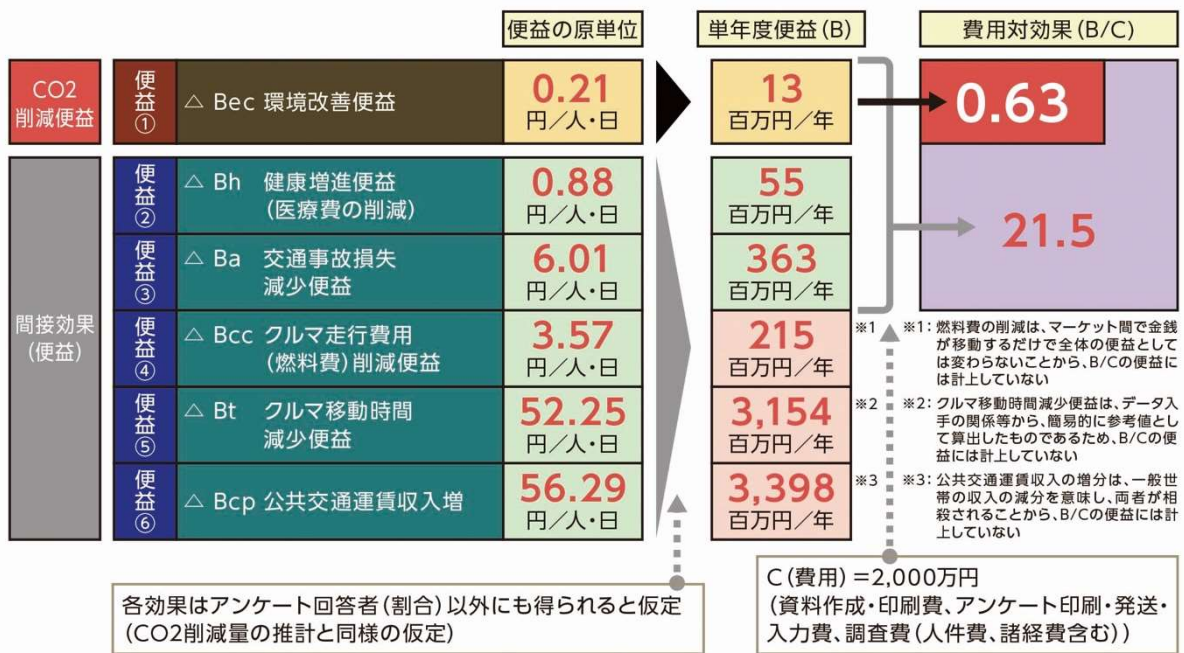 便益の原単位
単年度便益(B)
費用対効果(B/C)
CO2
削減便益
便益①
△ Bec 環境改善便益
0.21
円/人・日
13
百万円/年
0.63
間接効果
(便益)
便益②
△ Bh 健康増進便益
(医療費の削減)
0.88
円/人・日
55
百万円/年
21.5
便益③
△ Ba 交通事故損失
減少便益
6.01
円/人・日
363
百万円/年
便益④
△ Bcc クルマ走行費用
(燃料費)削減便益
3.57
円/人・日
215
百万円/年
※1
便益⑤
△ Bt クルマ移動時間
減少便益
52.25
円/人・日
3,154
百万円/年
※2
便益⑥
△ Bcp 公共交通運賃収入増
56.29
円/人・日
3,398
百万円/年
※3
※1:燃料費の削減は、マーケット間で金銭
が移動するだけで全体の便益として
は変わらないことから、B/Cの便益に
は計上していない
※2:クルマ移動時間減少便益は、データ入
手の関係等から、簡易的に参考値とし
て算出したものであるため、B/Cの便
益には計上していない
※3:公共交通運賃収入の増分は、一般世
帯の収入の減分を意味し、両者が相
殺されることから、B/Cの便益には計
上していない
各効果はアンケート回答者(割合)以外にも得られると仮定
(CO2削減量の推計と同様の仮定)
C(費用)=2,000万円
(資料作成・印刷費、アンケート印刷・発送・
入力費、調査費(人件費、諸経費含む))